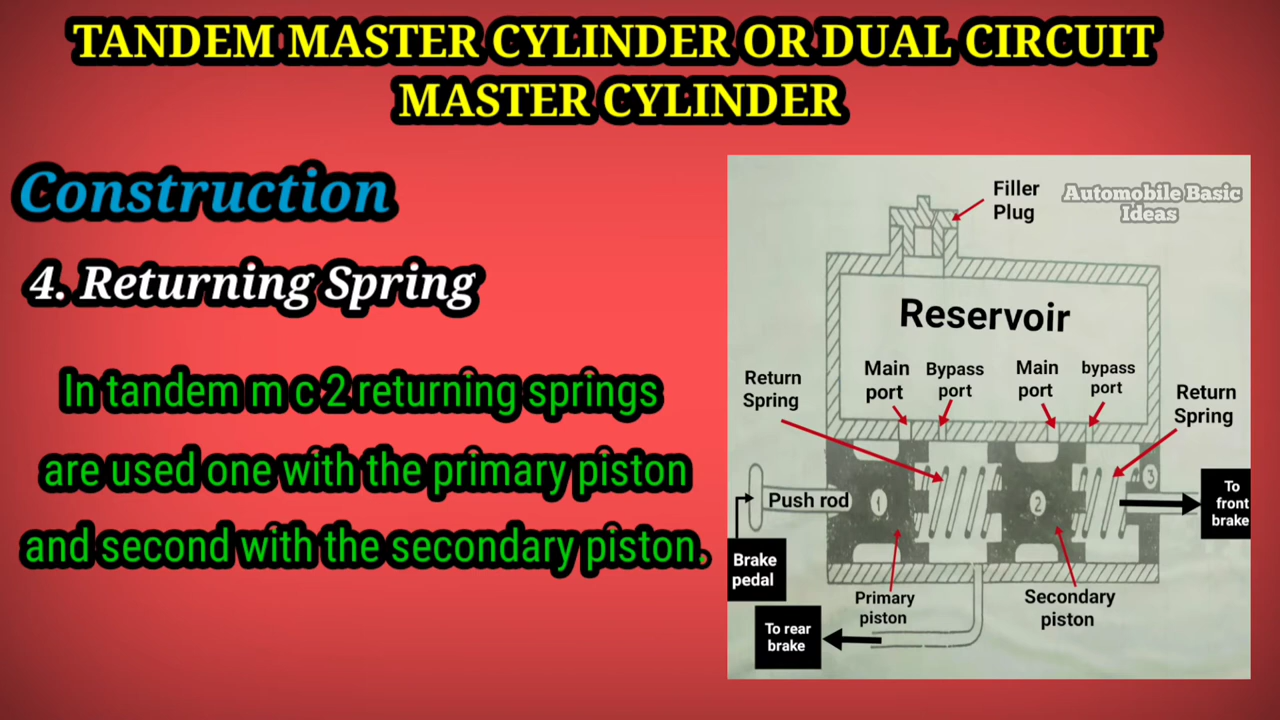 TANDEM MASTER CYLINDER OR DUAL CIRCUIT
MASTER CYLINDER
Construction
4. Returning Spring
In tandem m c 2 returning springs
are used one with the primary piston
and second with the secondary piston.
Filler
Plug
Automobile Basic
Ideas
Reservoir
Main
port
Bypass
port
Main
port
bypass
port
Return
Spring
Return
Spring
Push rod
1
2
3
To
front
brake
Brake
pedal
Primary
piston
Secondary
piston
To rear
brake